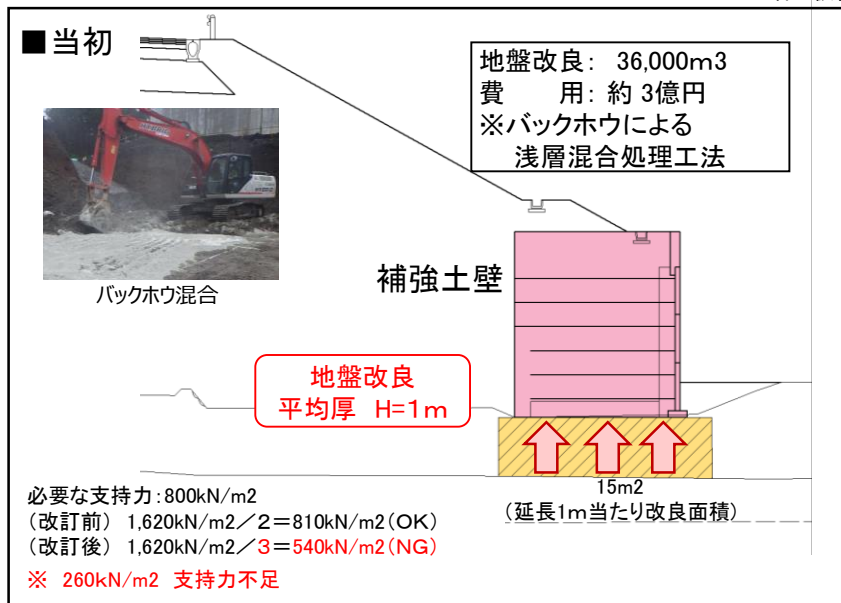 ■当初
地盤改良： 36,000ｍ3
費　　用： 約 3億円
※バックホウによる
浅層混合処理工法
バックホウ混合
補強土壁
地盤改良
平均厚 H=１ｍ
15m2
(延長1ｍ当たり改良面積)
必要な支持力：800kN/m2
(改訂前) 1,620kN/m2／2＝810kN/m2(OK)
(改訂後) 1,620kN/m2／3＝540kN/m2(NG)
※ 260kN/m2 支持力不足